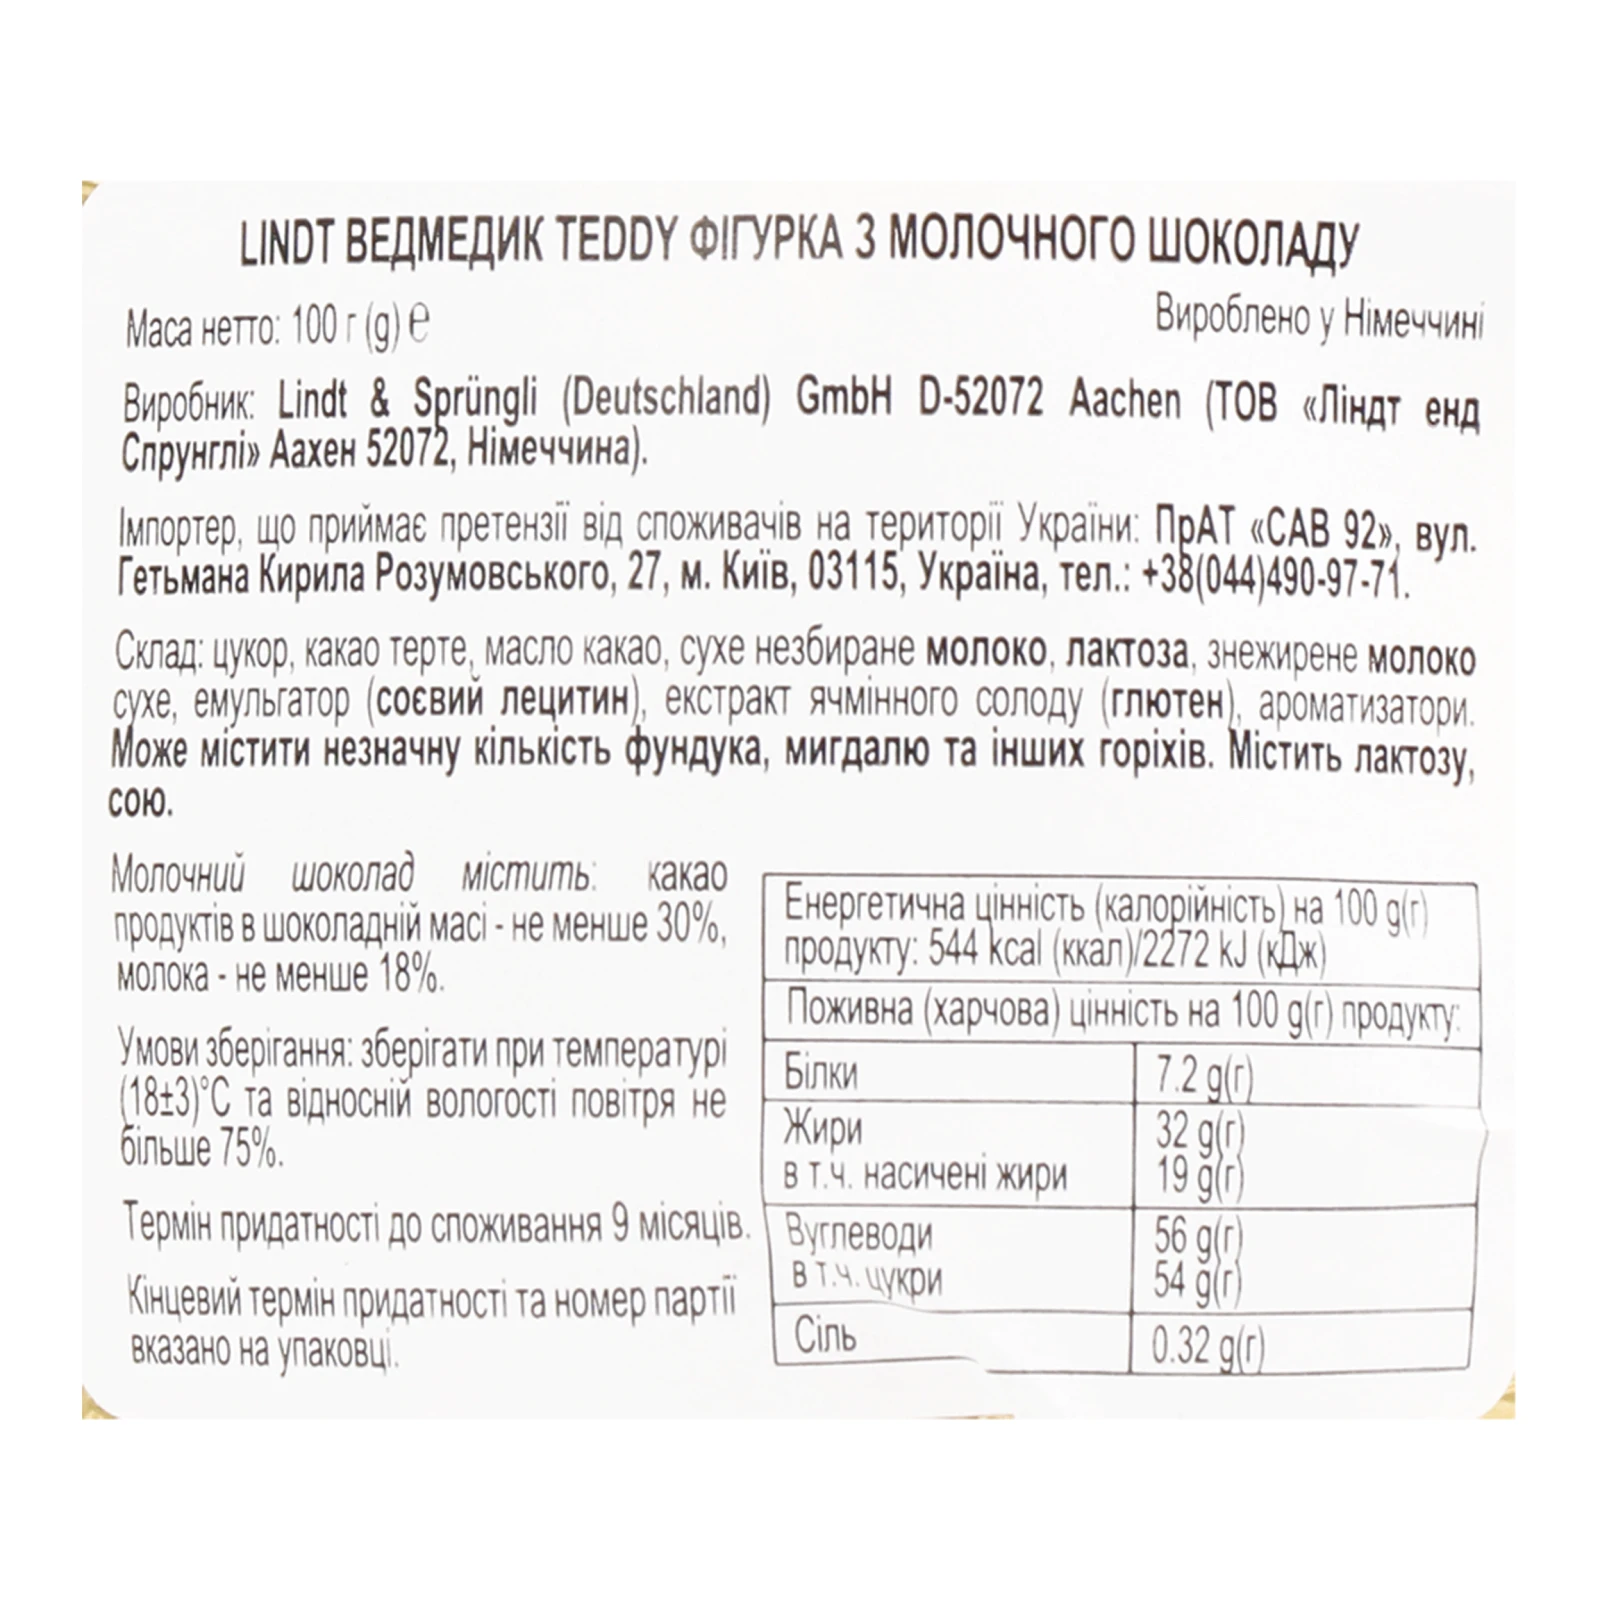 LINDT ВЕДМЕДИК TEDDY ФІГУРКА З МОЛОЧНОГО ШОКОЛАДУ
Маса нетто: 100 г (g) ℮
Вироблено у Німеччині
Виробник: Lindt & Sprüngli (Deutschland) GmbH D-52072 Aachen (ТОВ «Ліндт енд
Спрунглі» Аахен 52072, Німеччина).
Імпортер, що приймає претензії від споживачів на території України: ПрАТ «САВ 92», вул.
Гетьмана Кирила Розумовського, 27, м. Київ, 03115, Україна, тел.: +38(044)490-97-71.
Склад: цукор, какао терте, масло какао, сухе незбиране молоко, лактоза, знежирене молоко
сухе, емульгатор (соєвий лецитин), екстракт ячмінного солоду (глютен), ароматизатори.
Може містити незначну кількість фундука, мигдалю та інших горіхів. Містить лактозу,
сою.
Молочний шоколад містить: какао
продуктів в шоколадній масі - не менше 30%,
молока - не менше 18%.
Умови зберігання: зберігати при температурі
(18±3)°С та відносній вологості повітря не
більше 75%.
Термін придатності до споживання 9 місяців.
Кінцевий термін придатності та номер партії
вказано на упаковці.
Енергетична цінність (калорійність) на 100 g(г)
продукту: 544 kcal (ккал)/2272 kJ (кДж)
Поживна (харчова) цінність на 100 g(г) продукту:
Білки 7.2 g(г)
Жири 32 g(г)
в т.ч. насичені жири 19 g(г)
Вуглеводи 56 g(г)
в т.ч. цукри 54 g(г)
Сіль 0.32 g(г)